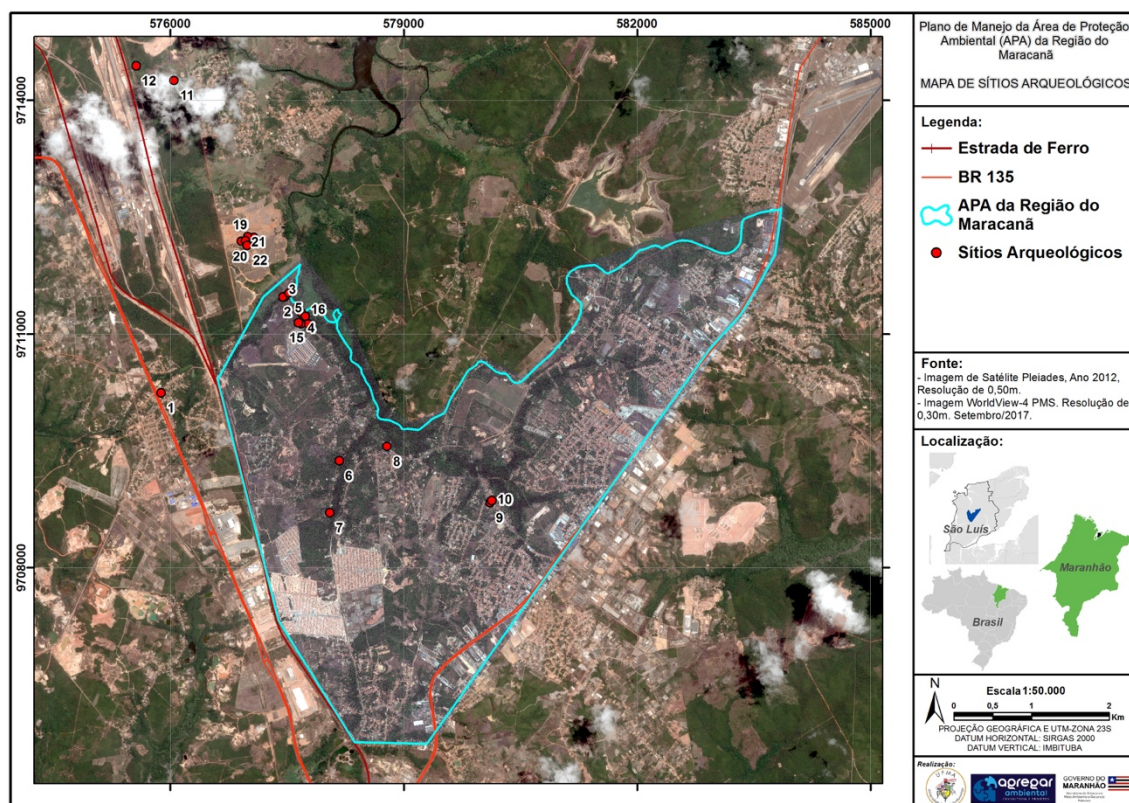 576000 579000 582000 585000
9714000
9711000
9708000
12
11
19
21
20
22
3
2
5
16
15
4
1
8
6
7
10
9
Plano de Manejo da Área de Proteção
Ambiental (APA) da Região do
Maracanã
MAPA DE SÍTIOS ARQUEOLÓGICOS
Legenda:
Estrada de Ferro
BR 135
APA da Região do
Maracanã
Sítios Arqueológicos
Fonte:
- Imagem de Satélite Pleiades, Ano 2012,
Resolução de 0,50m.
- Imagem WorldView-4 PMS. Resolução de
0,30m. Setembro/2017.
Localização:
São Luís
Maranhão
Brasil
N
Escala 1:50.000
0 0,5 1 2
Km
PROJEÇÃO GEOGRÁFICA E UTM-ZONA 23S
DATUM HORIZONTAL: SIRGAS 2000
DATUM VERTICAL: IMBITUBA
Realização:
UFMA
agregar
ambiental
GOVERNO DO
MARANHÃO